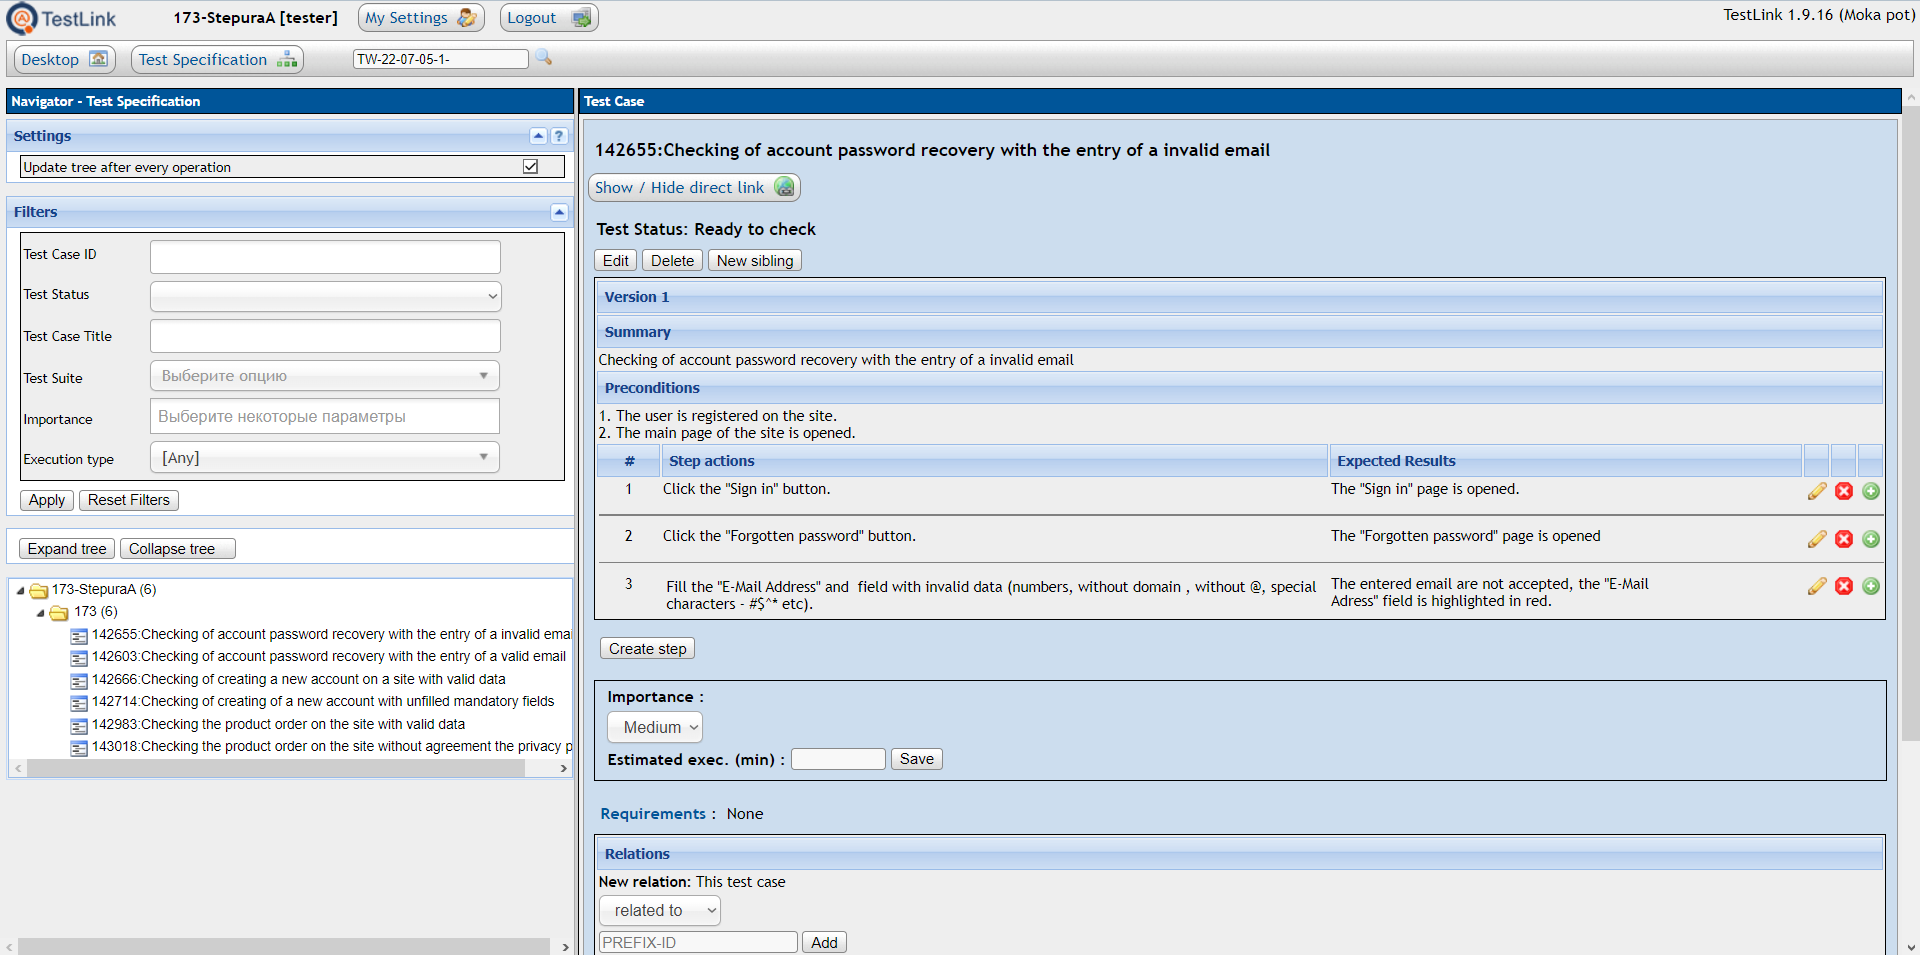 TestLink 173-StepuraA [tester] My Settings Logout TestLink 1.9.16 (Moka pot)
Desktop Test Specification TW-22-07-05-1-
Navigator - Test Specification
Settings ?
Update tree after every operation
Filters
Test Case ID
Test Status
Test Case Title
Test Suite Выберите опцию
Importance Выберите некоторые параметры
Execution type [Any]
Apply Reset Filters
Expand tree Collapse tree
173-StepuraA (6)
173 (6)
142655:Checking of account password recovery with the entry of a invalid emai
142603:Checking of account password recovery with the entry of a valid email
142666:Checking of creating a new account on a site with valid data
142714:Checking of creating of a new account with unfilled mandatory fields
142983:Checking the product order on the site with valid data
143018:Checking the product order on the site without agreement the privacy p
Test Case
142655:Checking of account password recovery with the entry of a invalid email
Show / Hide direct link
Test Status: Ready to check
Edit Delete New sibling
Version 1
Summary
Checking of account password recovery with the entry of a invalid email
Preconditions
1. The user is registered on the site.
2. The main page of the site is opened.
# Step actions Expected Results
1 Click the "Sign in" button. The "Sign in" page is opened.
2 Click the "Forgotten password" button. The "Forgotten password" page is opened
3 Fill the "E-Mail Address" and  field with invalid data (numbers, without domain , without @, special The entered email are not accepted, the "E-Mail
characters - #$^* etc). Adress" field is highlighted in red.
Create step
Importance :
Medium
Estimated exec. (min) : Save
Requirements : None
Relations
New relation: This test case
related to
PREFIX-ID Add